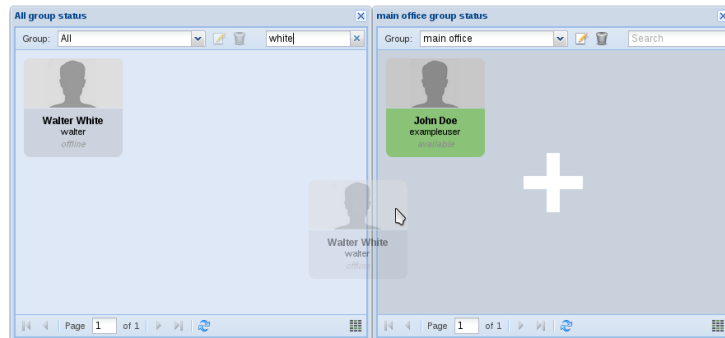 All group status
Group: All white
Walter White
walter
offline
Walter White
walter
offline
Page 1 of 1
main office group status
Group: main office Search
John Doe
exampleuser
available
Page 1 of 1